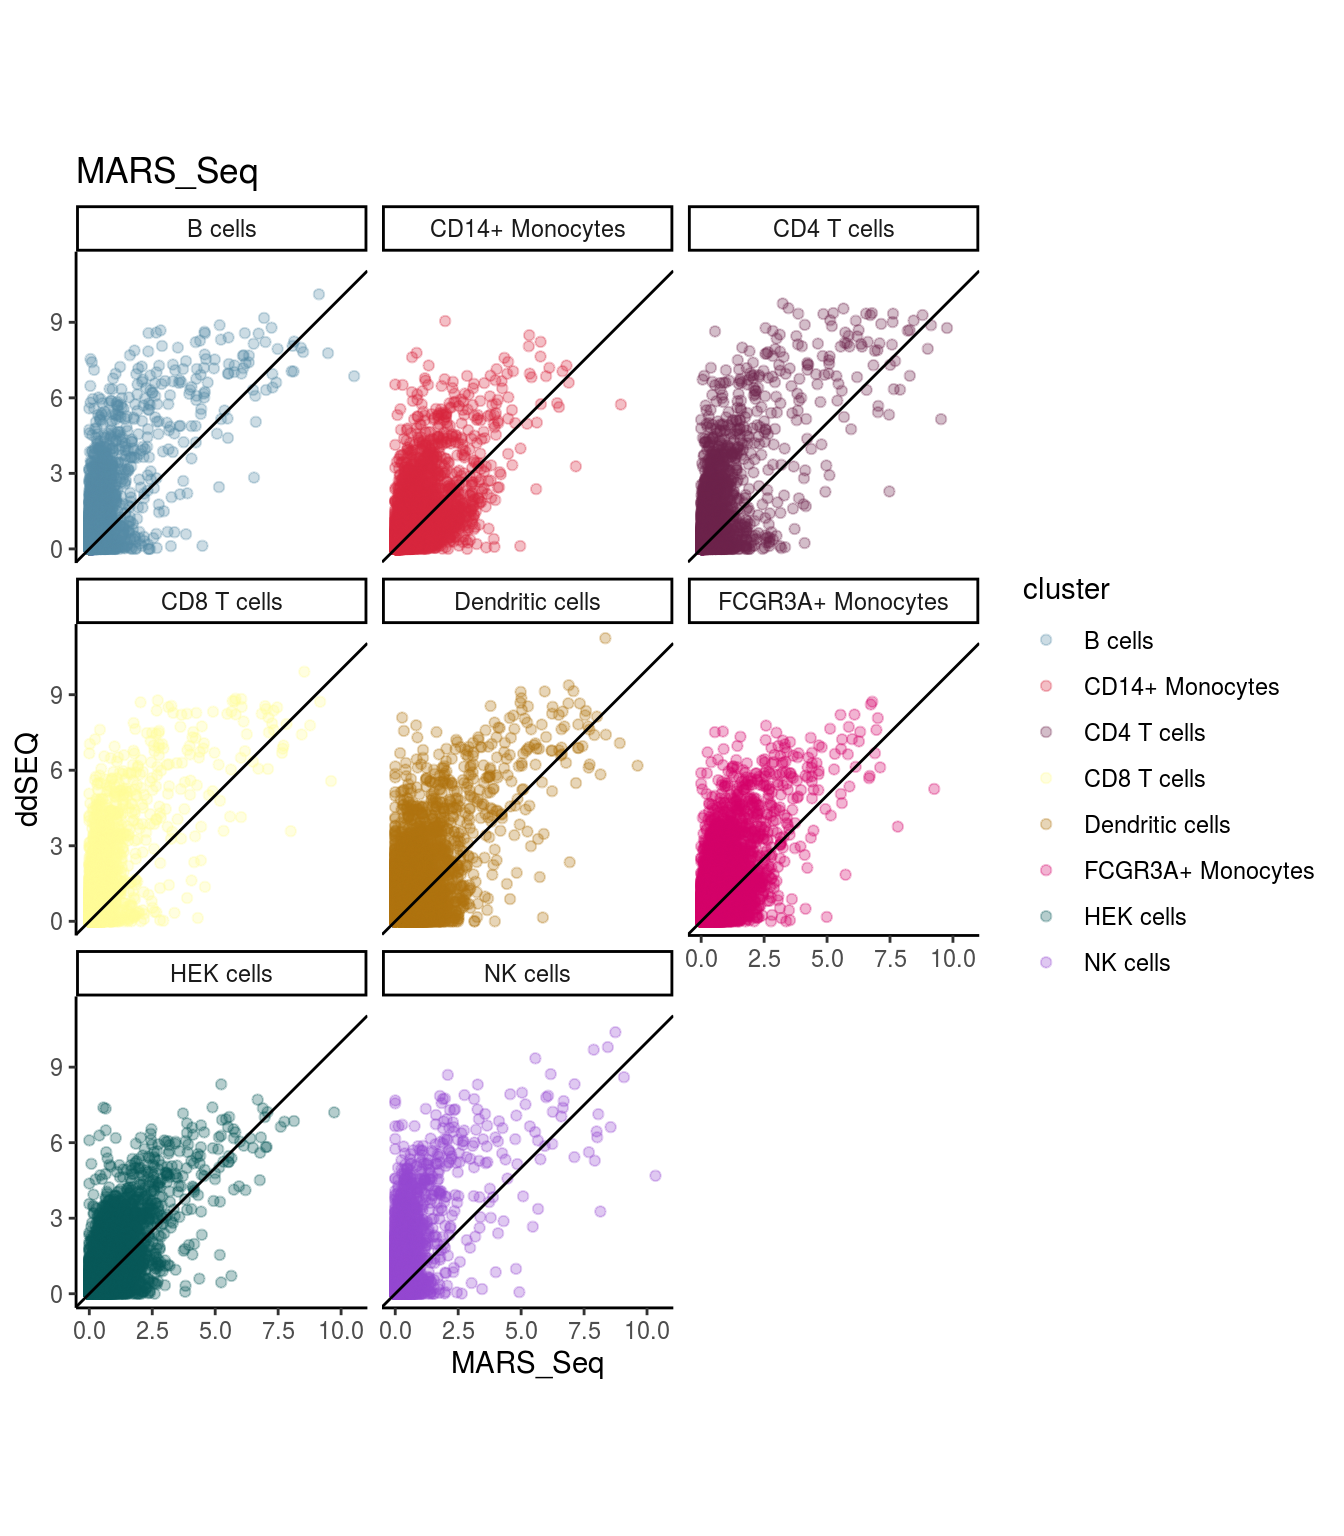 MARS_Seq
B cells
CD14+ Monocytes
CD4 T cells
9
6
3
0
CD8 T cells
Dendritic cells
FCGR3A+ Monocytes
9
6
3
0
0.0 2.5 5.0 7.5 10.0
HEK cells
NK cells
9
6
3
0
0.0 2.5 5.0 7.5 10.0
0.0 2.5 5.0 7.5 10.0
MARS_Seq
ddSEQ
cluster
B cells
CD14+ Monocytes
CD4 T cells
CD8 T cells
Dendritic cells
FCGR3A+ Monocytes
HEK cells
NK cells